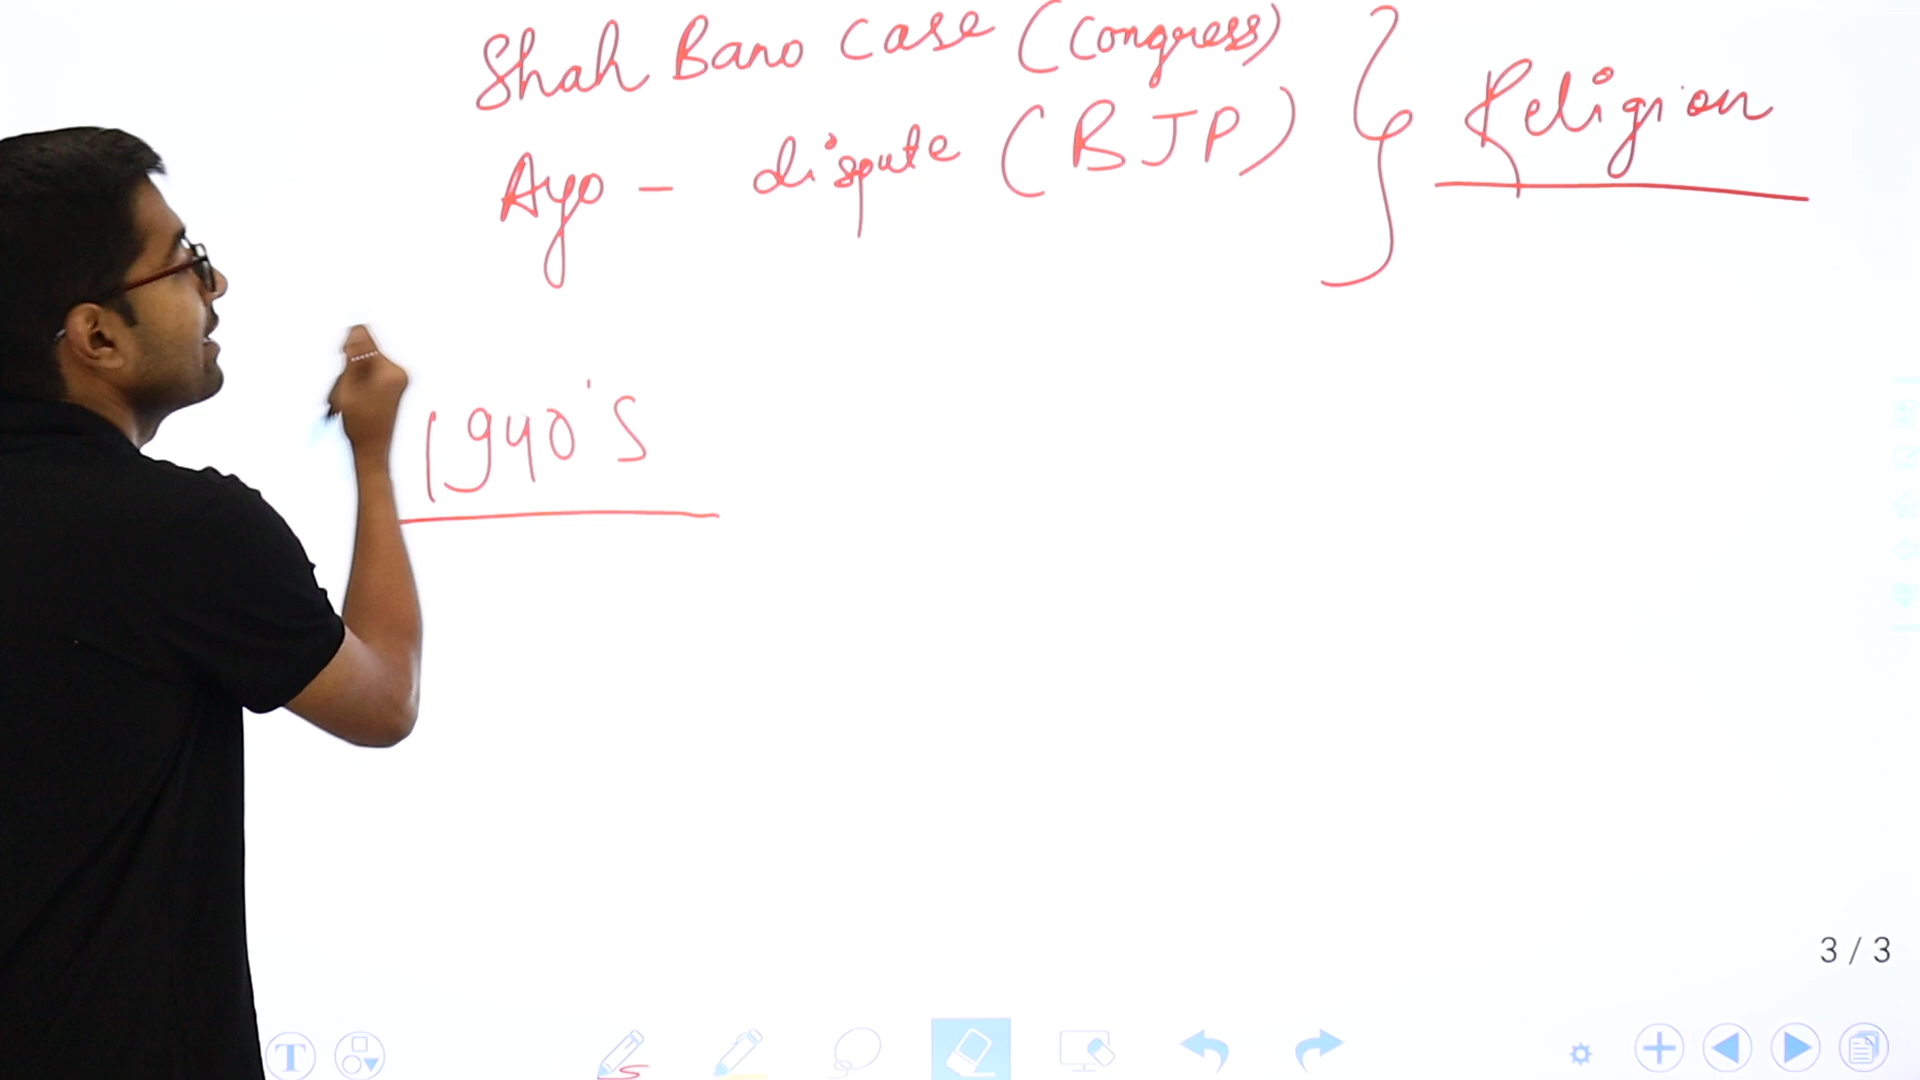 Shah Bano Case (Congress)
Ayo - dispute (BJP)
Religion
1940's
3 / 3
T